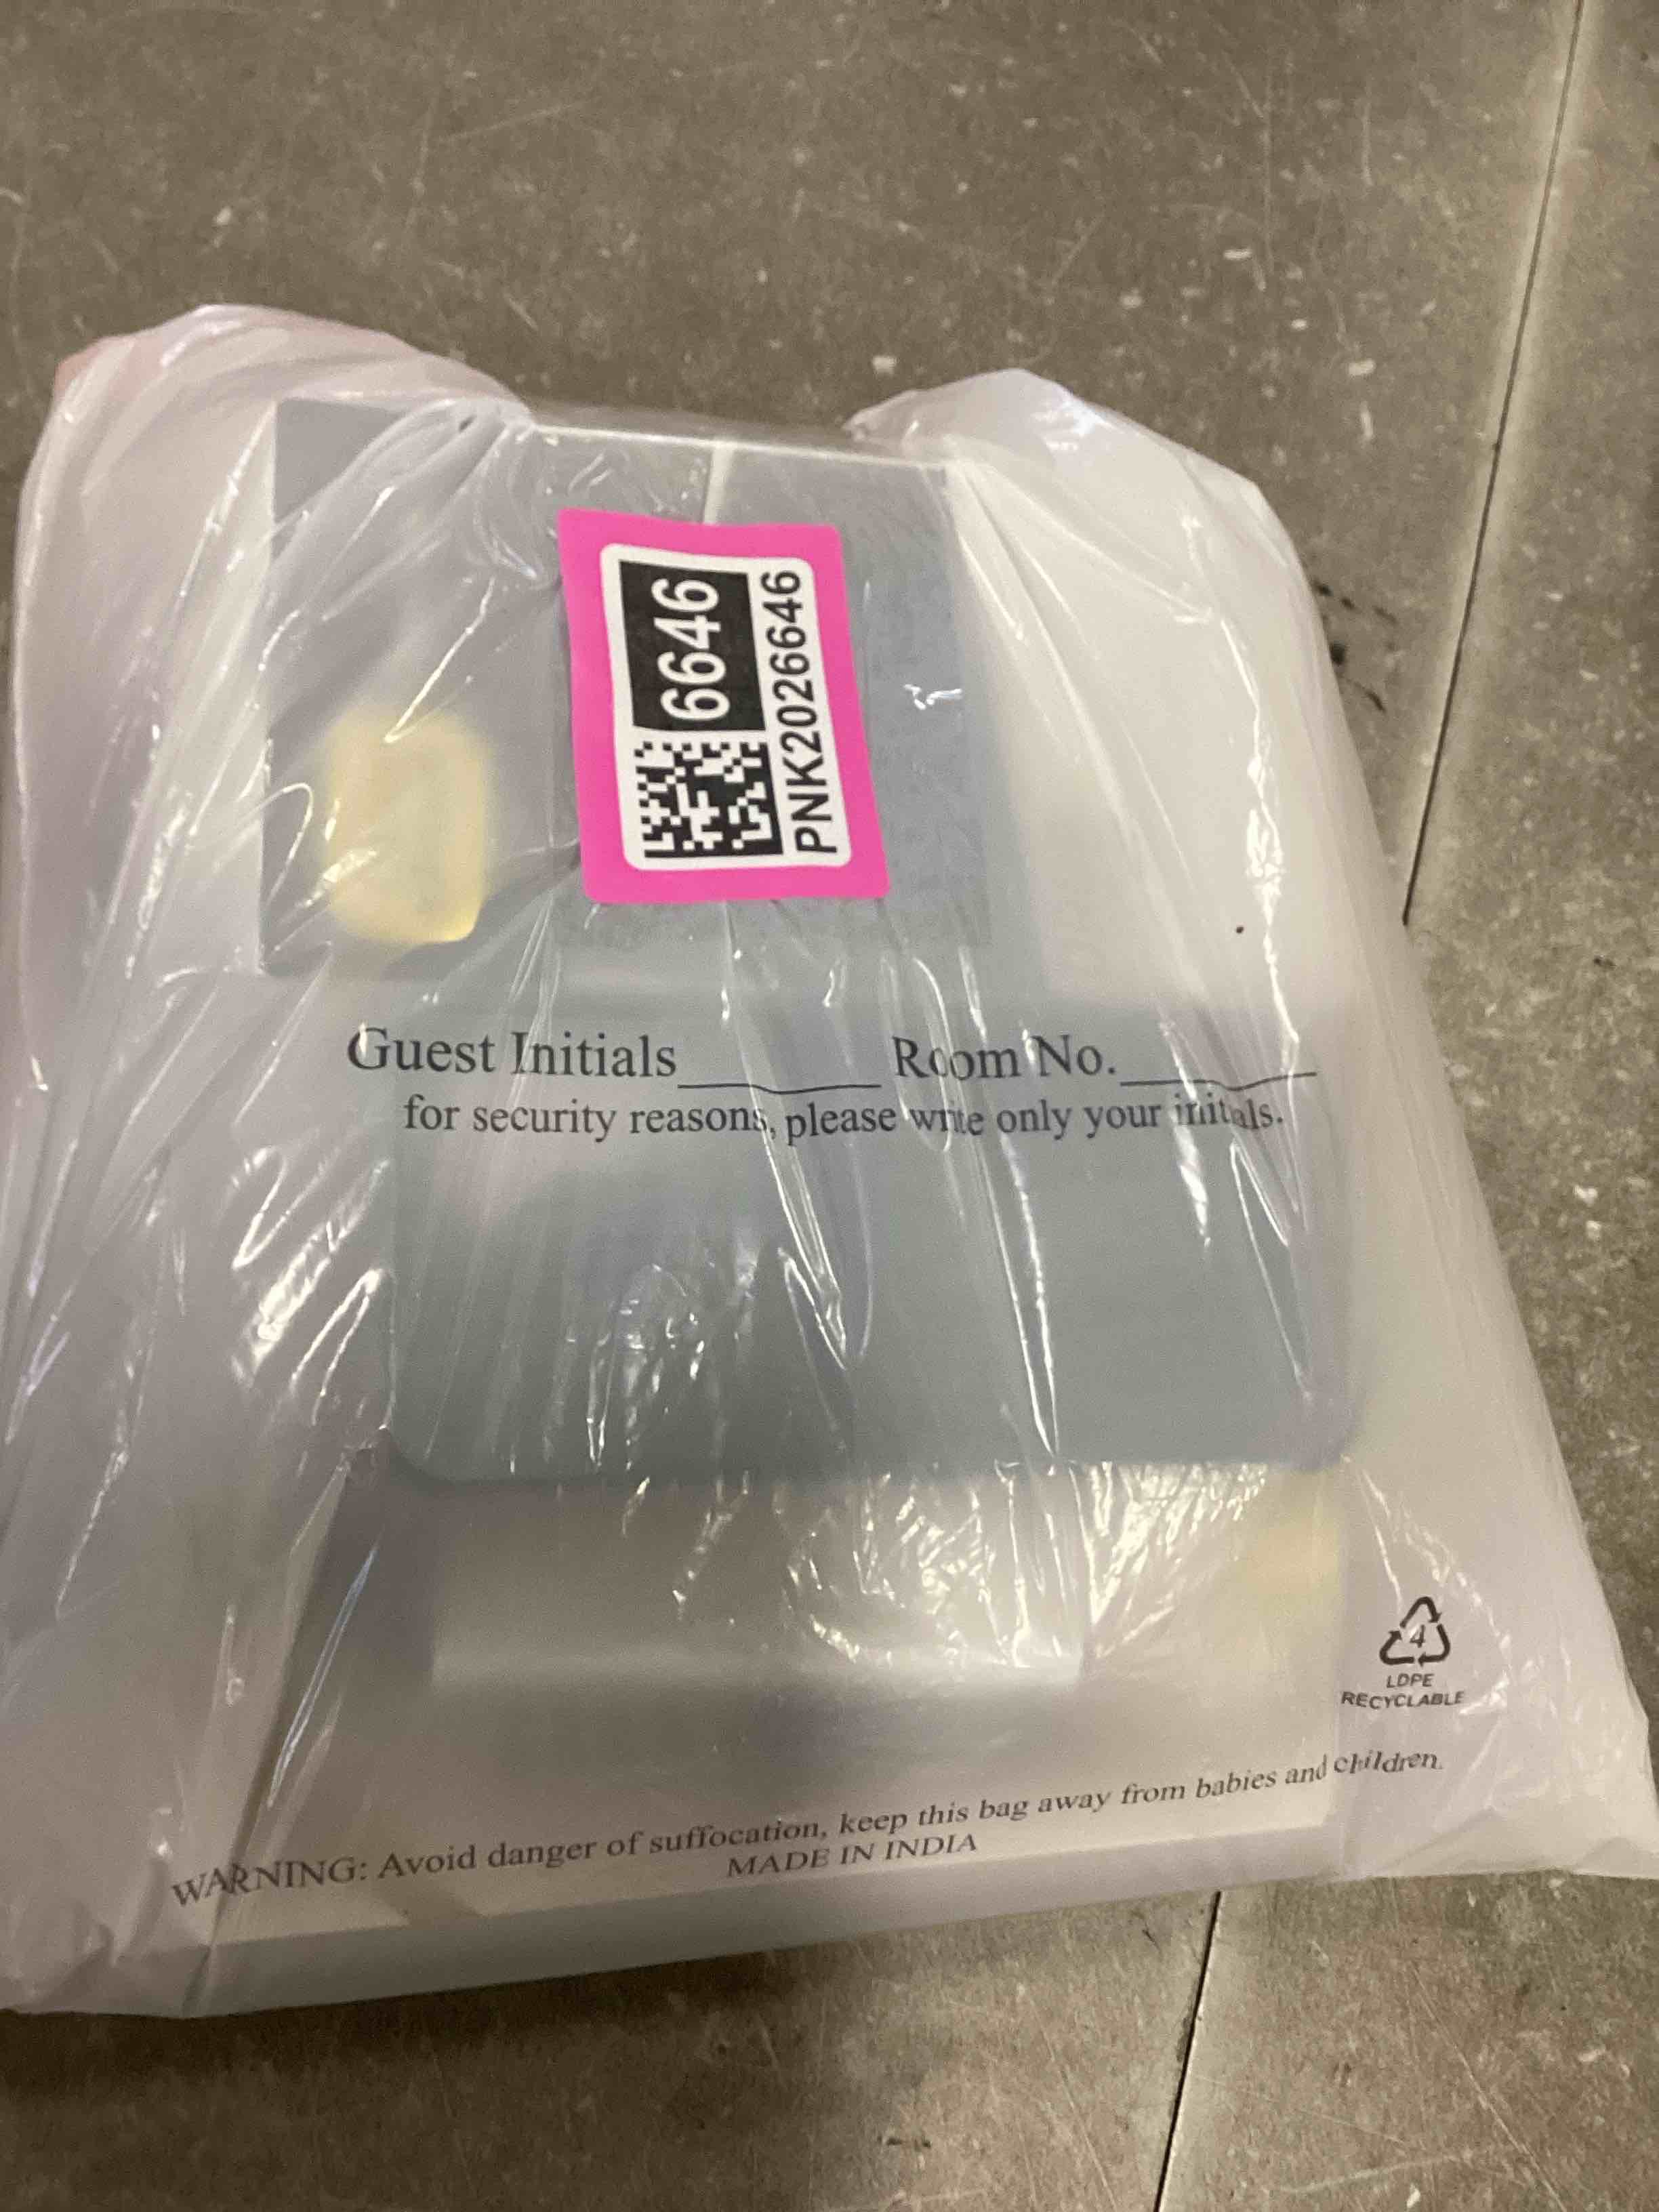 6646
PNK2026646
Guest Initials________ Room No.________
for security reasons, please write only your initals.
4
LDPE
RECYCLABLE
WARNING: Avoid danger of suffocation, keep this bag away from babies and children.
MADE IN INDIA